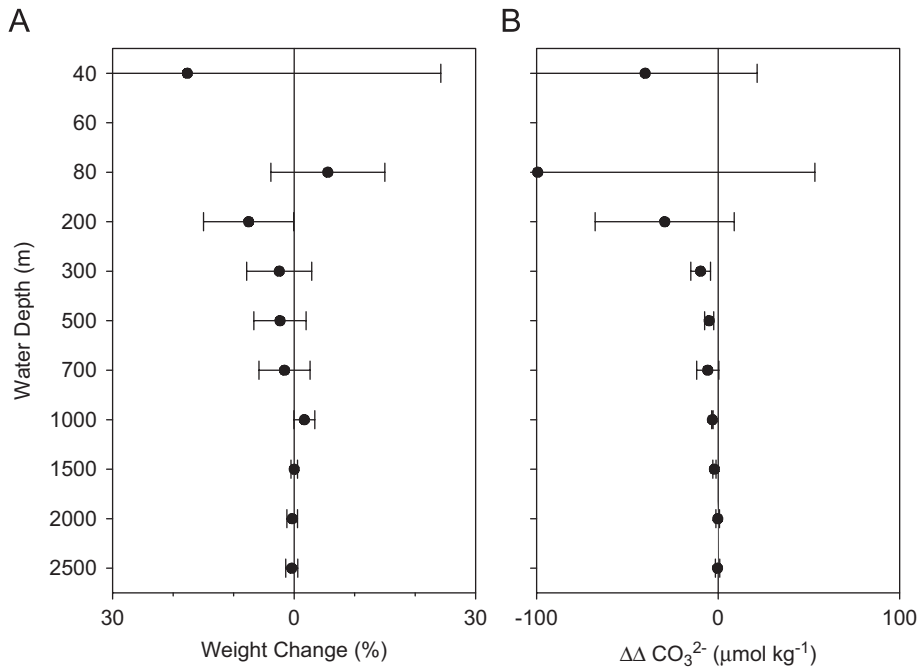 A
B
40
60
80
200
300
500
700
1000
1500
2000
2500
Water Depth (m)
30 0 30
-100 0 100
Weight Change (%)
ΔΔ CO₃²⁻ (μmol kg⁻¹)